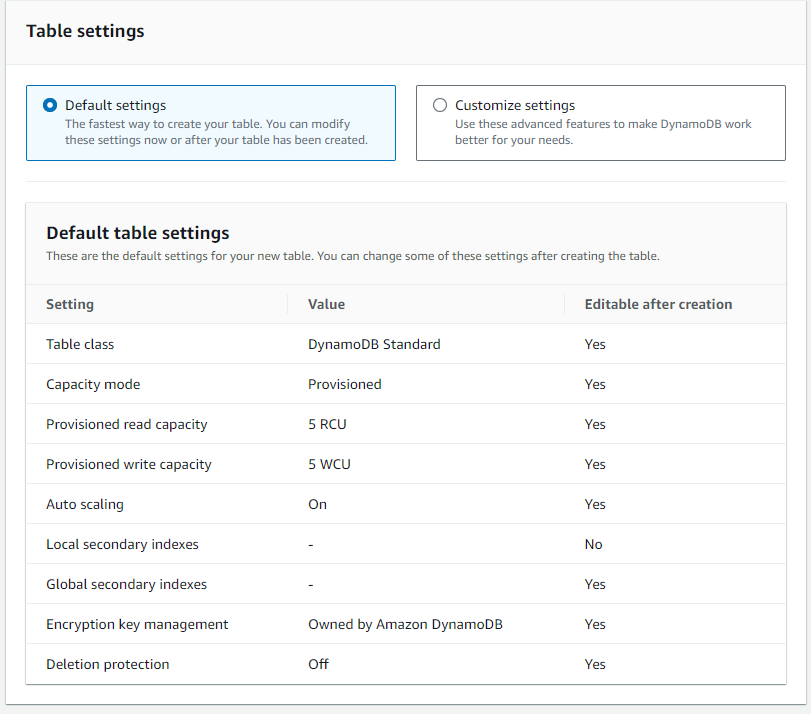 Table settings
Default settings
The fastest way to create your table. You can modify
these settings now or after your table has been created.
Customize settings
Use these advanced features to make DynamoDB work
better for your needs.
Default table settings
These are the default settings for your new table. You can change some of these settings after creating the table.
Setting Value Editable after creation
Table class DynamoDB Standard Yes
Capacity mode Provisioned Yes
Provisioned read capacity 5 RCU Yes
Provisioned write capacity 5 WCU Yes
Auto scaling On Yes
Local secondary indexes - No
Global secondary indexes - Yes
Encryption key management Owned by Amazon DynamoDB Yes
Deletion protection Off Yes